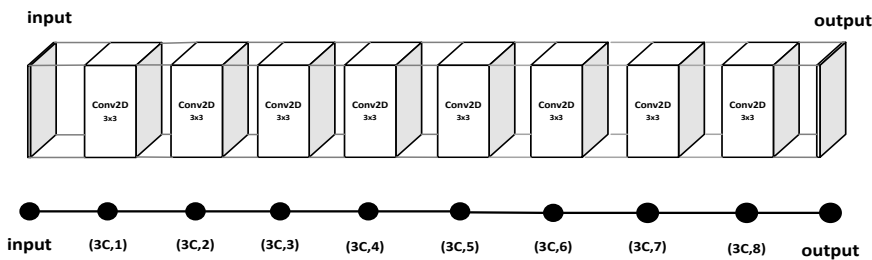 input
output
Conv2D Conv2D Conv2D Conv2D Conv2D Conv2D Conv2D Conv2D
3x3 3x3 3x3 3x3 3x3 3x3 3x3 3x3
input (3C,1) (3C,2) (3C,3) (3C,4) (3C,5) (3C,6) (3C,7) (3C,8) output